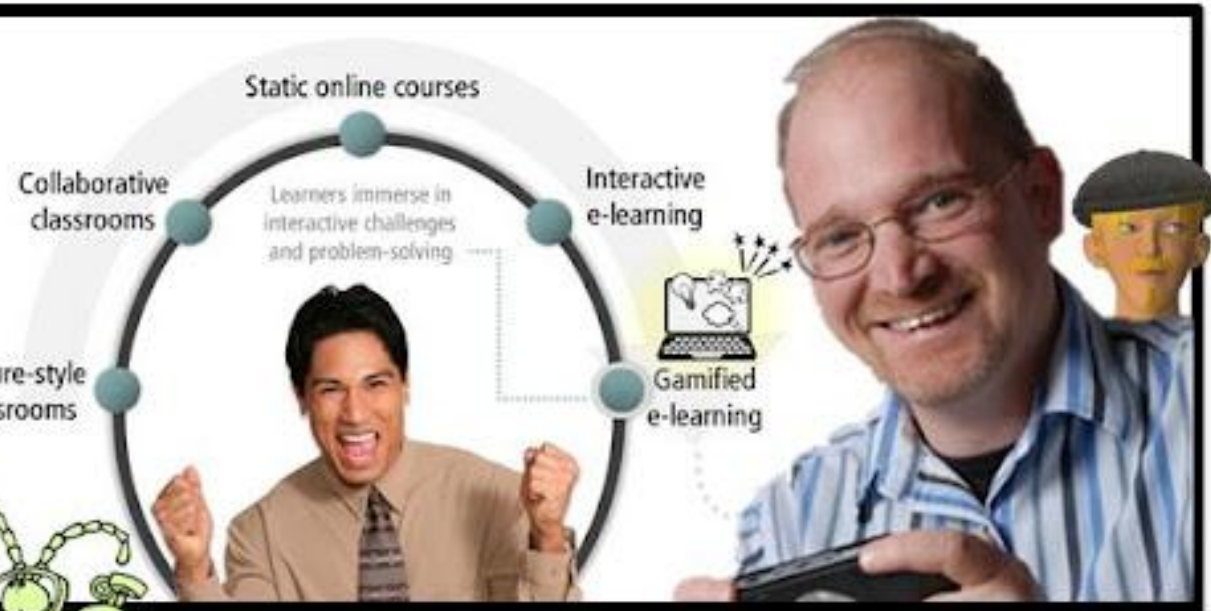 Static online courses
Collaborative
classrooms
Learners immerse in
interactive challenges
and problem-solving
Interactive
e-learning
Gamified
e-learning